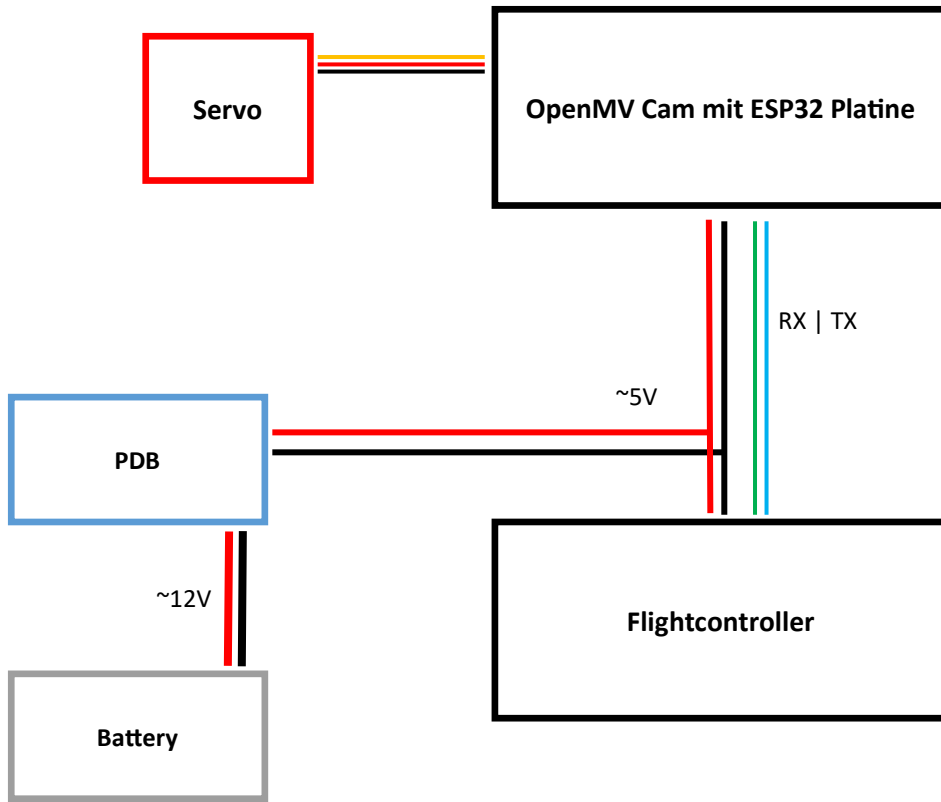 Servo
OpenMV Cam mit ESP32 Platine
RX | TX
~5V
PDB
~12V
Flightcontroller
Battery